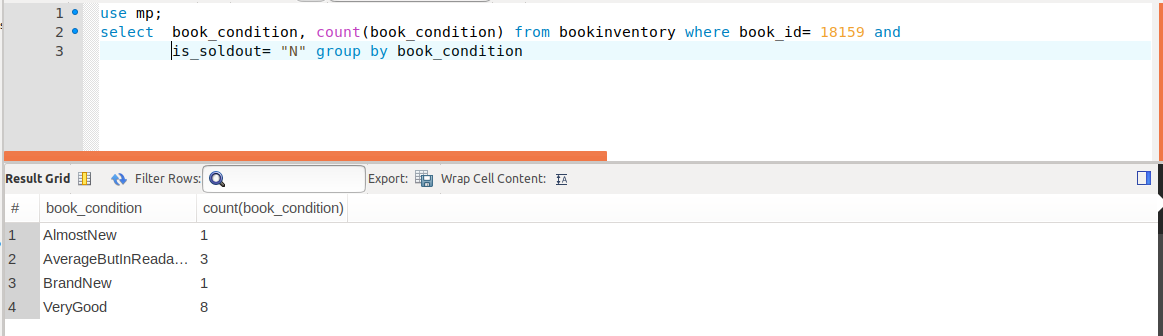 1 use mp;
2 select  book_condition, count(book_condition) from bookinventory where book_id= 18159 and
3 is_soldout= "N" group by book_condition
Result Grid Filter Rows: Export: Wrap Cell Content: IA
# book_condition count(book_condition)
1 AlmostNew 1
2 AverageButInReada... 3
3 BrandNew 1
4 VeryGood 8